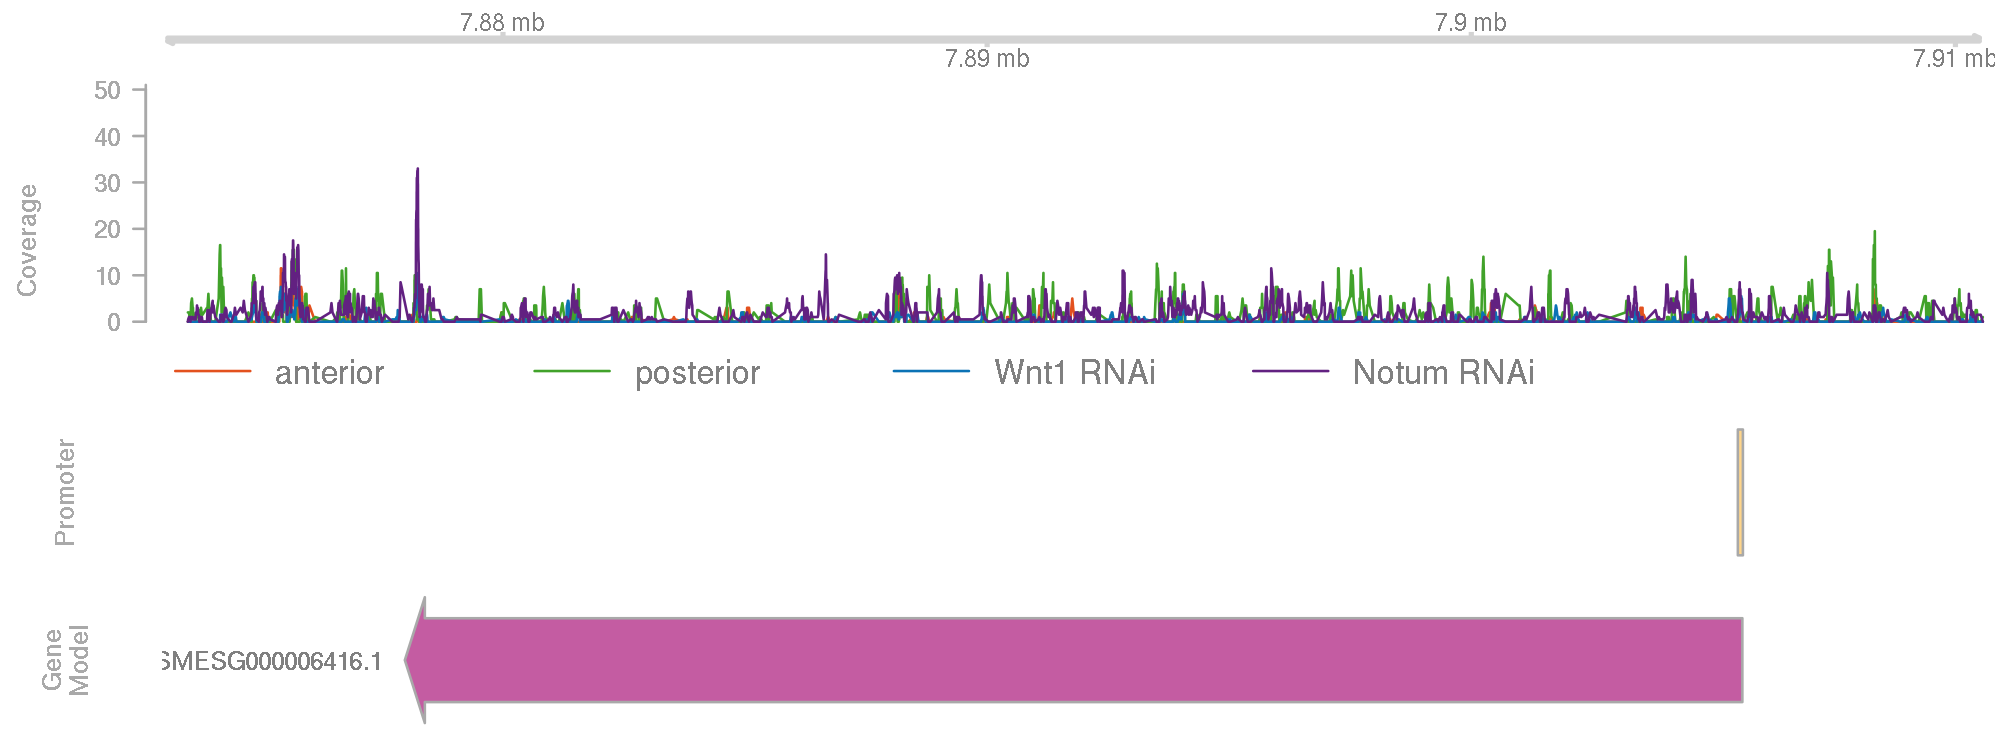 7.88 mb
7.9 mb
7.89 mb
7.91 mb
Coverage
50
40
30
20
10
0
anterior
posterior
Wnt1 RNAi
Notum RNAi
Promoter
Gene
Model
SMESG000006416.1